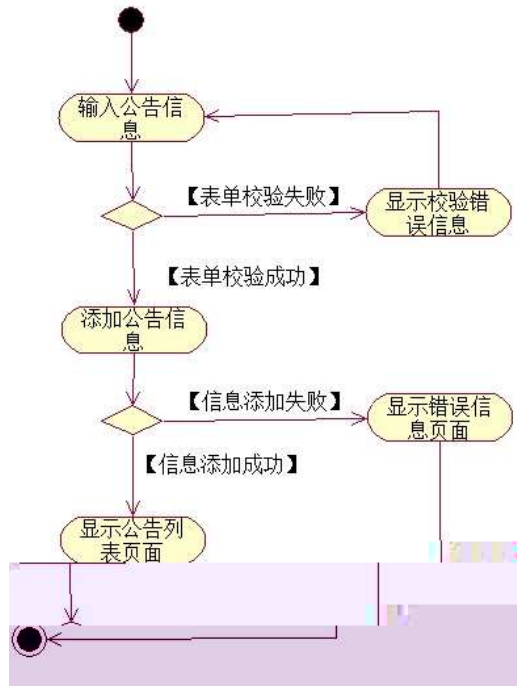 输入公告信
息
【表单校验失败】
显示校验错
误信息
【表单校验成功】
添加公告信
息
【信息添加失败】
显示错误信
息页面
【信息添加成功】
显示公告列
表页面